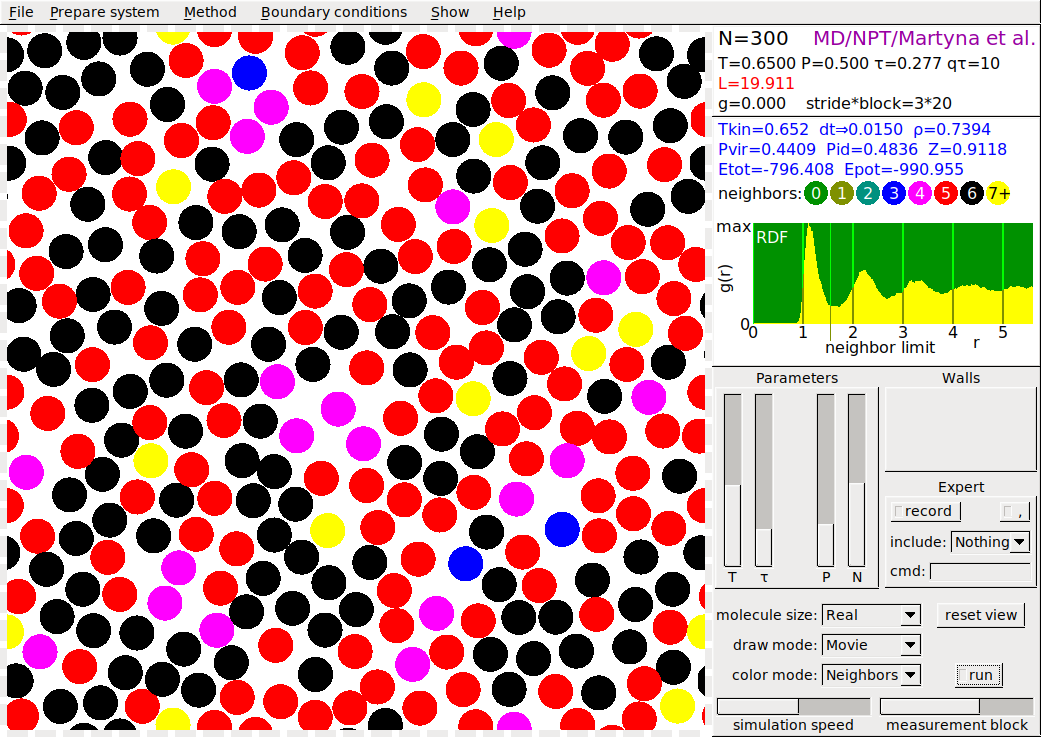 File Prepare system Method Boundary conditions Show Help
N=300 MD/NPT/Martyna et al.
T=0.6500 P=0.500 τ=0.277 qτ=10
L=19.911
g=0.000 stride*block=3*20
Tkin=0.652 dt⇒0.0150 ρ=0.7394
Pvir=0.4409 Pid=0.4836 Z=0.9118
Etot=-796.408 Epot=-990.955
neighbors: 0 1 2 3 4 5 6 7+
max
RDF
g(r)
0
0 1 2 3 4 5
r
neighbor limit
Parameters
T τ P N
Walls
Expert
record ,
include: Nothing
cmd:
molecule size: Real reset view
draw mode: Movie
color mode: Neighbors run
simulation speed measurement block